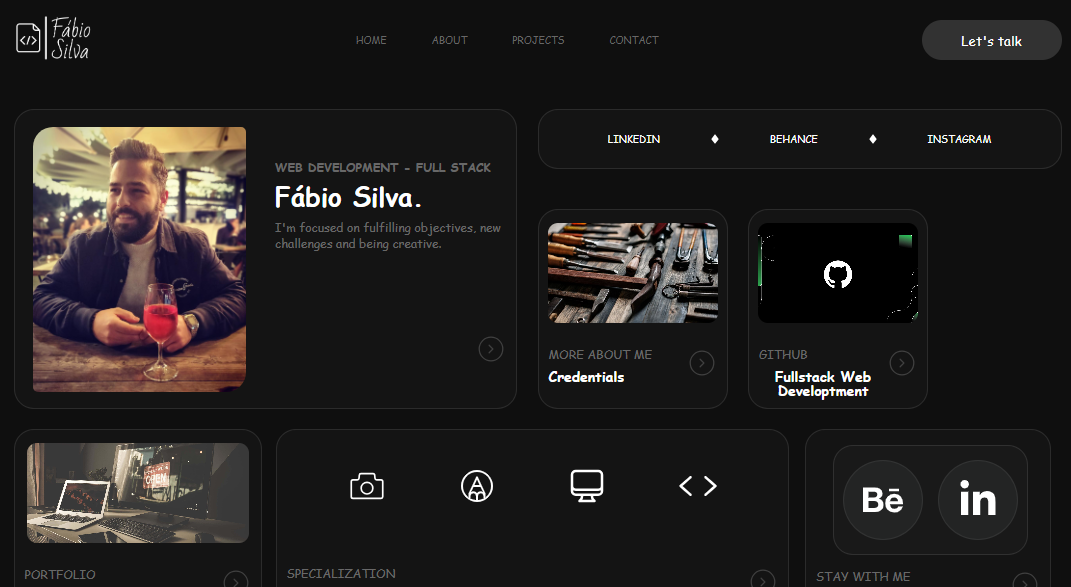 Fábio
Silva
HOME
ABOUT
PROJECTS
CONTACT
Let's talk
WEB DEVELOPMENT - FULL STACK
Fábio Silva.
I'm focused on fulfilling objectives, new
challenges and being creative.
LINKEDIN
BEHANCE
INSTAGRAM
MORE ABOUT ME
Credentials
GITHUB
Fullstack Web
Developtment
PORTFOLIO
SPECIALIZATION
Bē
in
STAY WITH ME